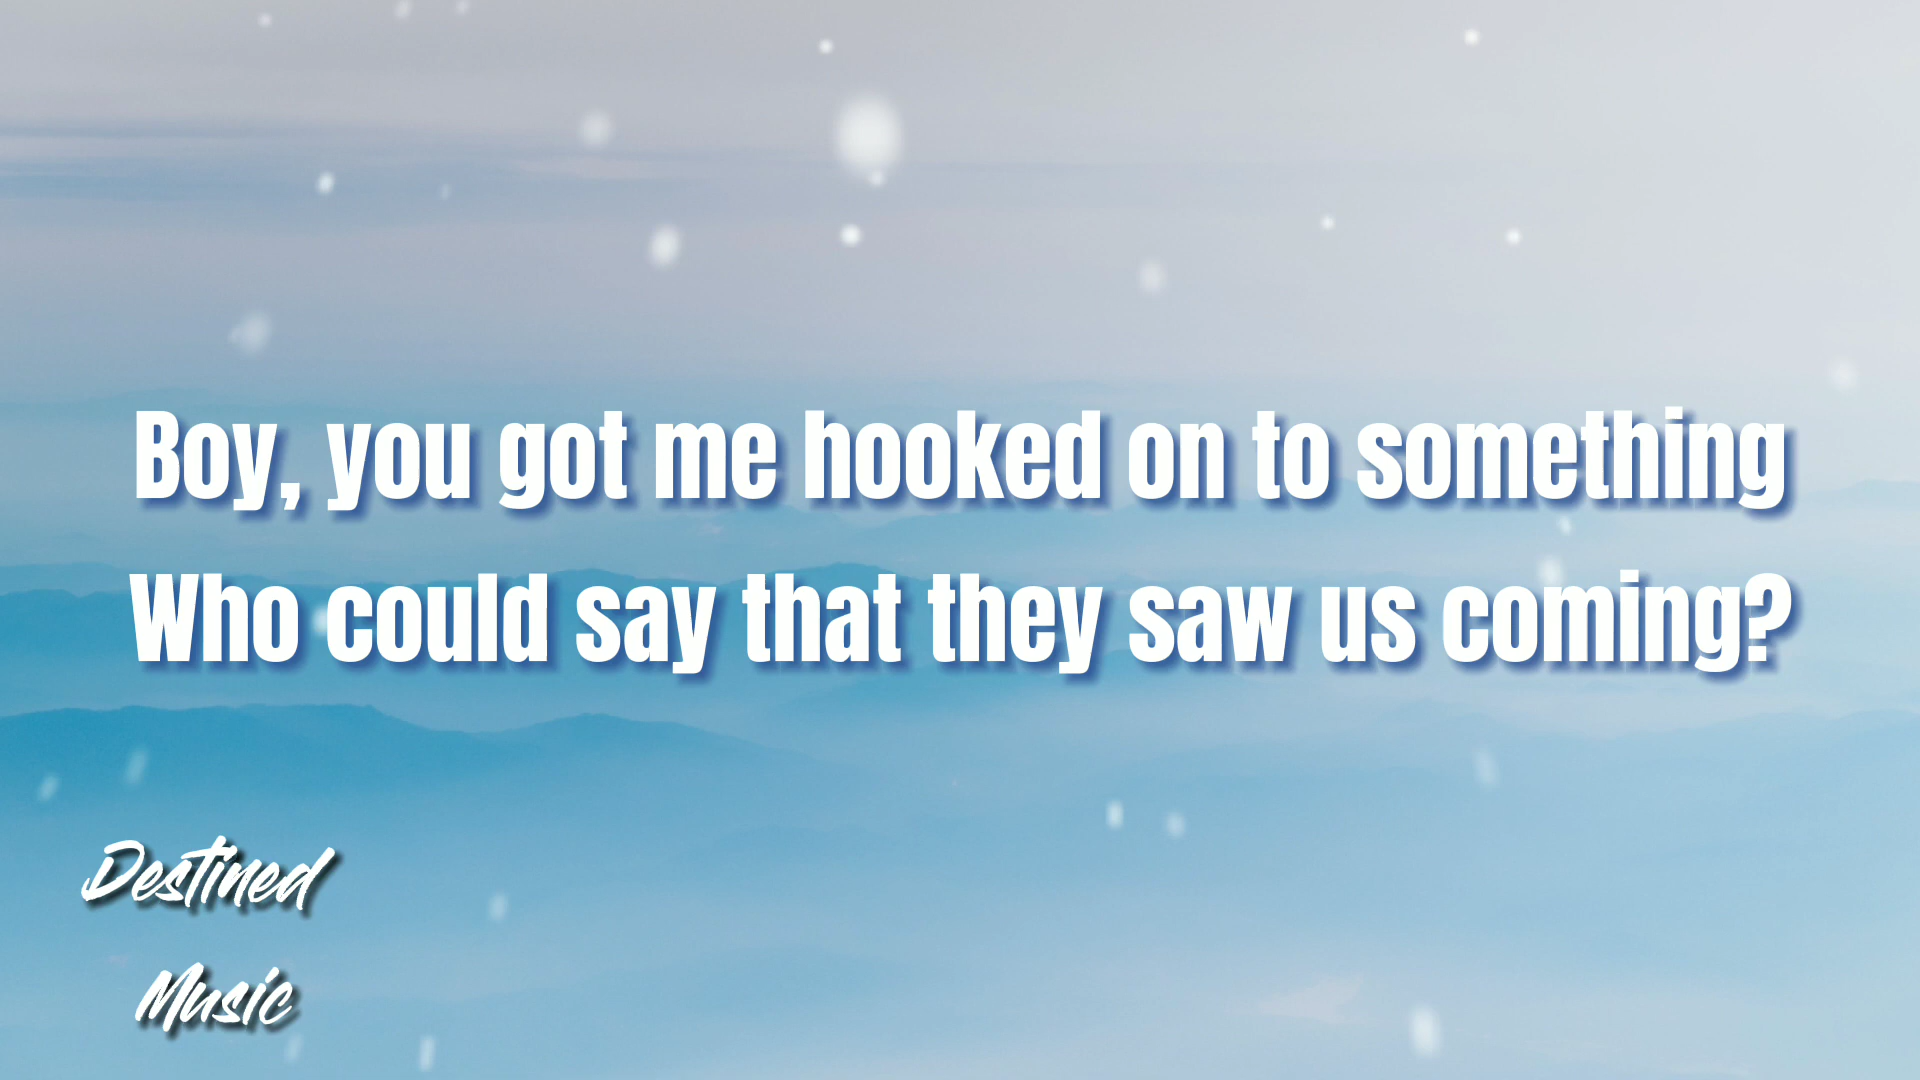 Boy, you got me hooked on to something
Who could say that they saw us coming?
Destined
Music